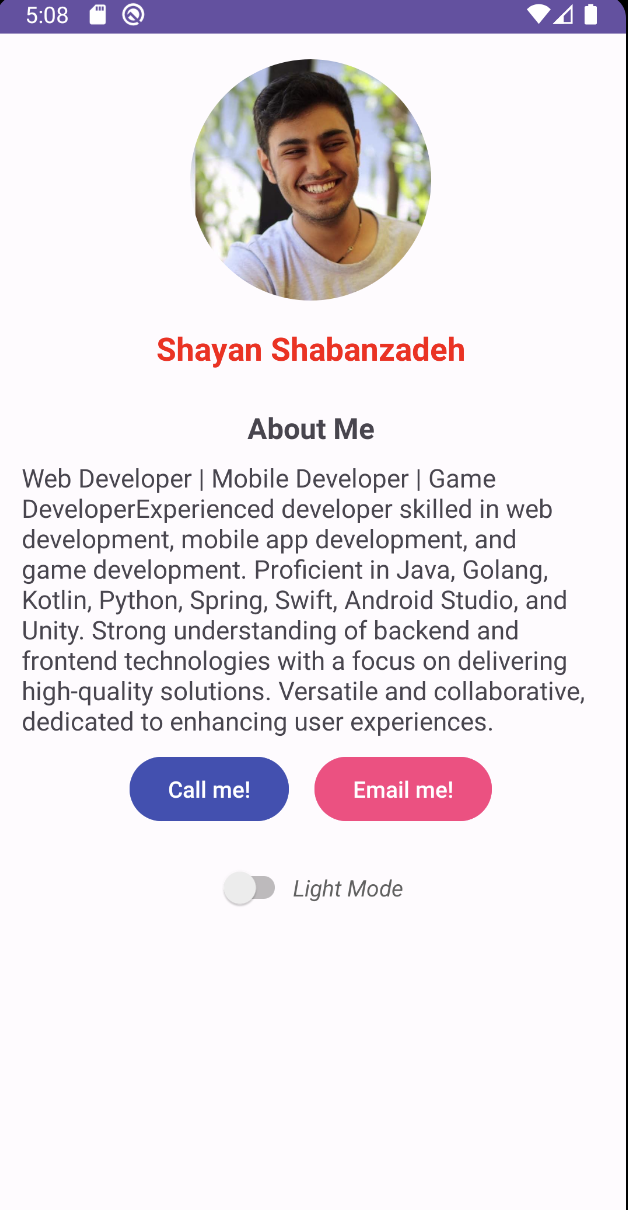 5:08
Shayan Shabanzadeh
About Me
Web Developer | Mobile Developer | Game
DeveloperExperienced developer skilled in web
development, mobile app development, and
game development. Proficient in Java, Golang,
Kotlin, Python, Spring, Swift, Android Studio, and
Unity. Strong understanding of backend and
frontend technologies with a focus on delivering
high-quality solutions. Versatile and collaborative,
dedicated to enhancing user experiences.
Call me! Email me!
Light Mode